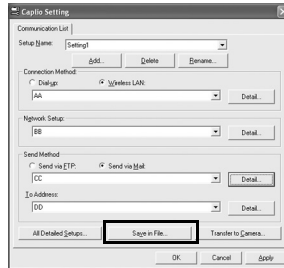 Caplio Setting
Communication List
Setup Name: Setting1
Add... Delete Rename...
Connection Method
Dial-up: Wireless LAN:
AA Detail...
Network Setup:
BB Detail...
Send Method
Send via FTP: Send via Mail:
CC Detail...
To Address:
DD Detail...
All Detailed Setups... Save in File... Transfer to Camera...
OK Cancel Apply